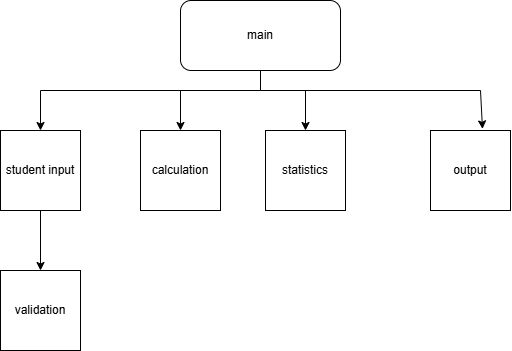 main
student input
calculation
statistics
output
validation